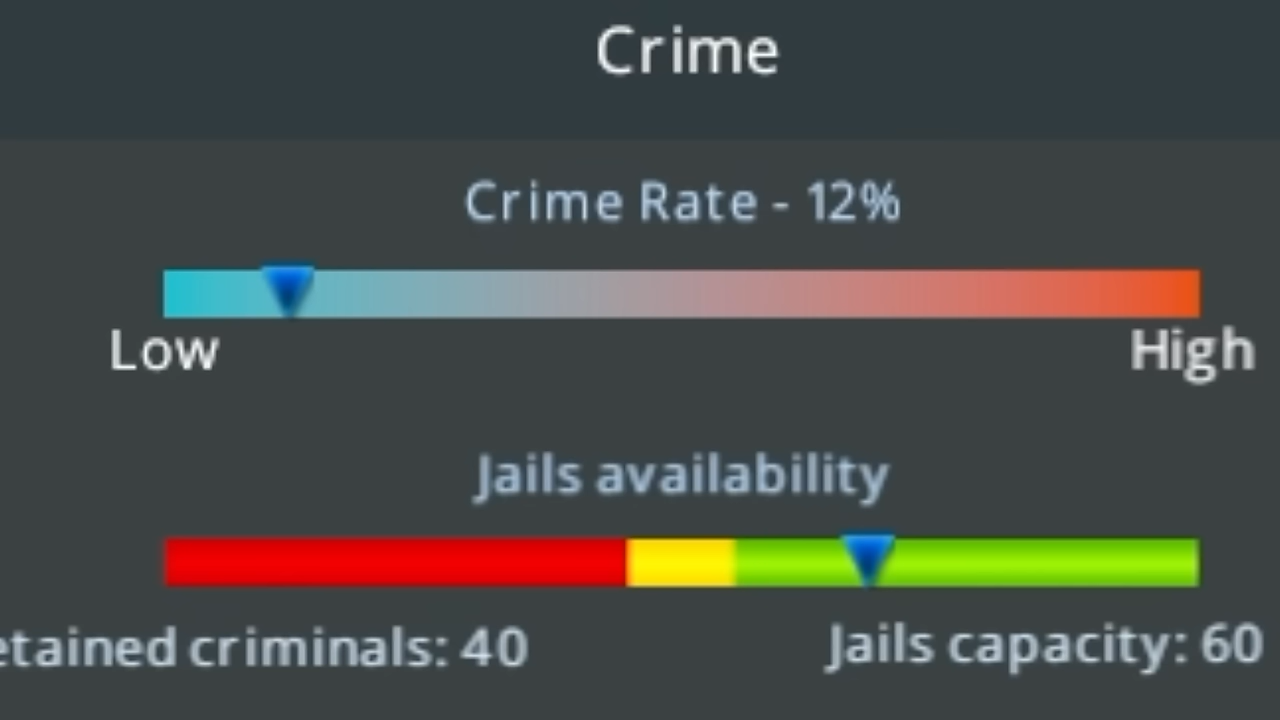 Crime
Crime Rate - 12%
Low
High
Jails availability
etained criminals: 40
Jails capacity: 60